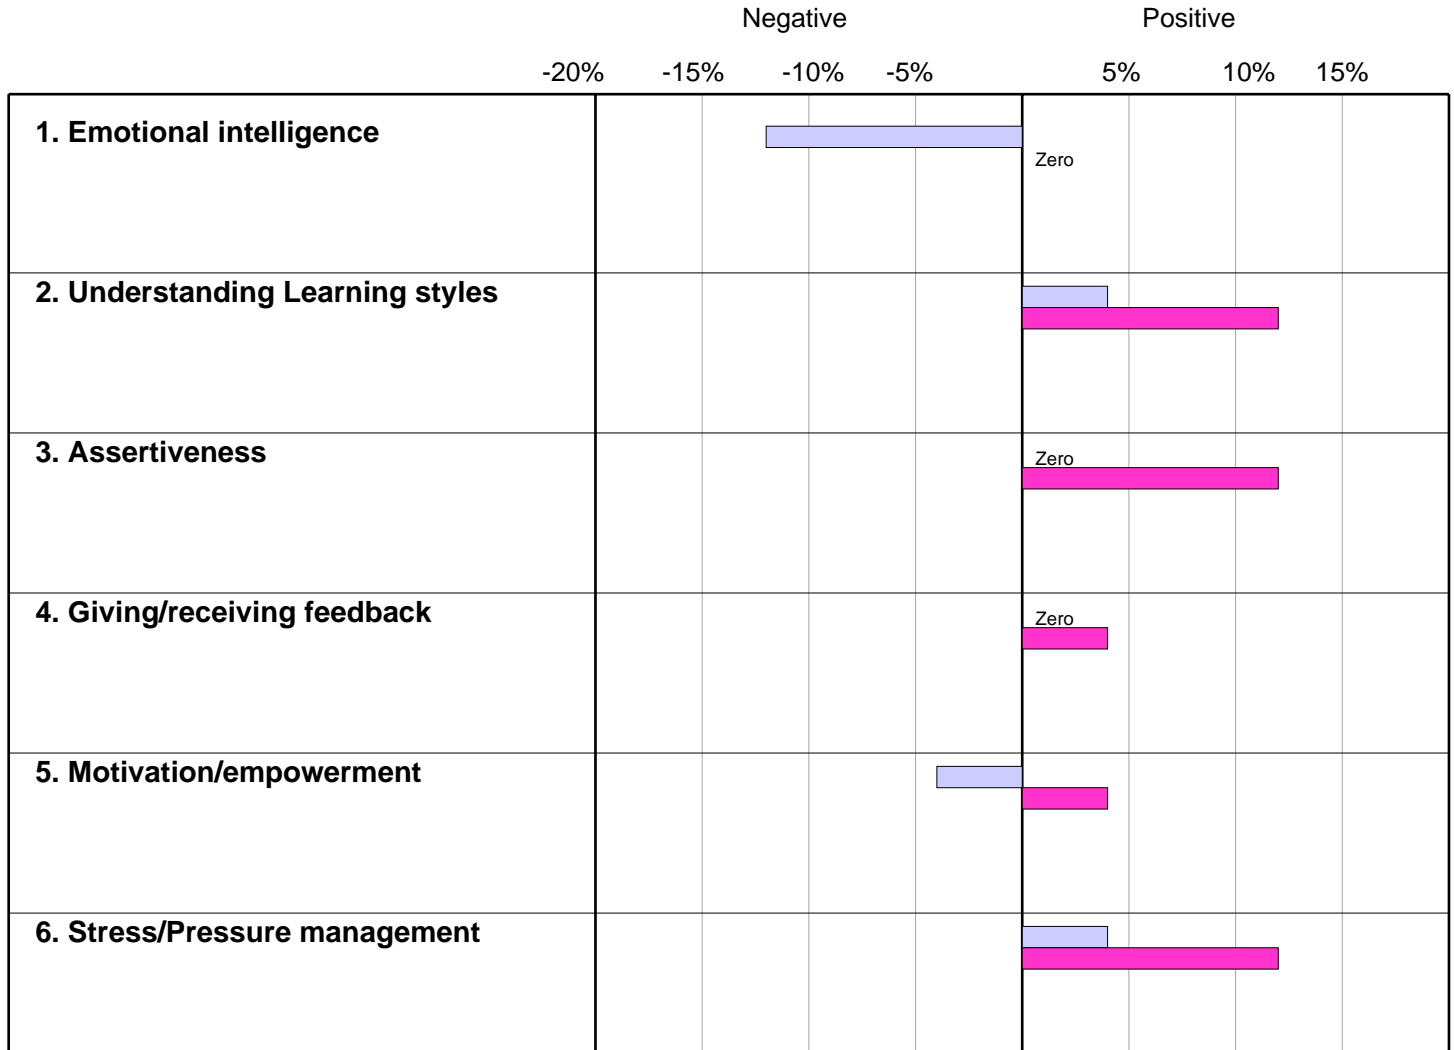 Negative Positive
-20% -15% -10% -5% 5% 10% 15%
1. Emotional intelligence
Zero
2. Understanding Learning styles
3. Assertiveness
Zero
4. Giving/receiving feedback
Zero
5. Motivation/empowerment
6. Stress/Pressure management